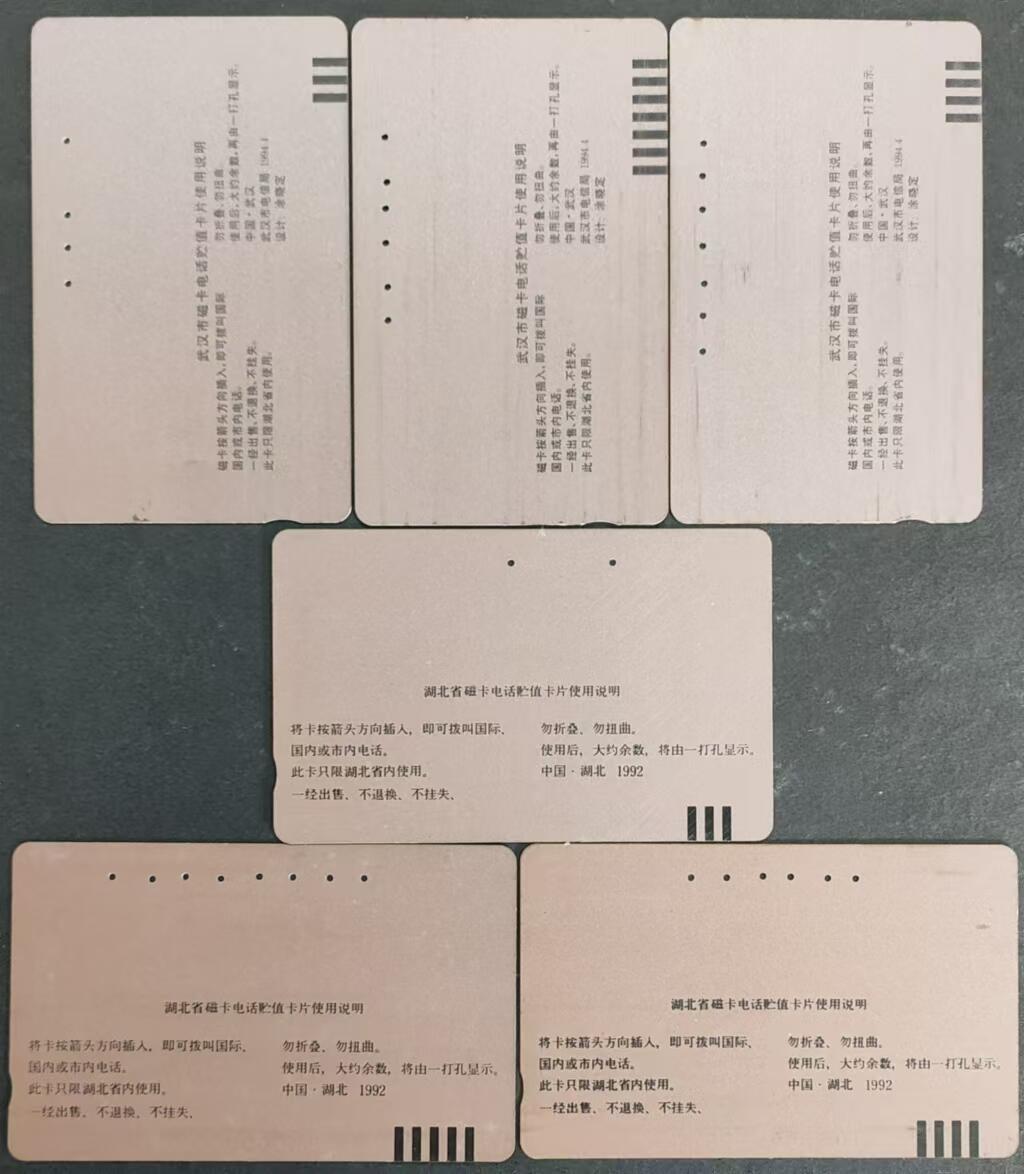 武汉市磁卡电话贮值卡片使用说明
磁卡按箭头方向插入,即可拨叫国际
国内或市内电话。
一经出售、不退换、不挂失。
此卡只限湖北省内使用。
勿折叠、勿扭曲。
使用后,大约余数,再由一打孔显示。
中国·武汉
武汉市电信局 1994.4
设计:涂晓定
武汉市磁卡电话贮值卡片使用说明
磁卡按箭头方向插入,即可拨叫国际
国内或市内电话。
一经出售、不退换、不挂失。
此卡只限湖北省内使用。
勿折叠、勿扭曲。
使用后,大约余数,再由一打孔显示。
中国·武汉
武汉市电信局 1994.4
设计:涂晓定
武汉市磁卡电话贮值卡片使用说明
磁卡按箭头方向插入,即可拨叫国际
国内或市内电话。
一经出售、不退换、不挂失。
此卡只限湖北省内使用。
勿折叠、勿扭曲。
使用后,大约余数,再由一打孔显示。
中国·武汉
武汉市电信局 1994.4
设计:涂晓定
湖北省磁卡电话贮值卡片使用说明
将卡按箭头方向插入,即可拨叫国际、
国内或市内电话。
此卡只限湖北省内使用。
一经出售、不退换、不挂失、
勿折叠、勿扭曲。
使用后,大约余数,将由一打孔显示。
中国·湖北 1992
湖北省磁卡电话贮值卡片使用说明
将卡按箭头方向插入,即可拨叫国际、
国内或市内电话。
此卡只限湖北省内使用。
一经出售、不退换、不挂失、
勿折叠、勿扭曲。
使用后,大约余数,将由一打孔显示。
中国·湖北 1992
湖北省磁卡电话贮值卡片使用说明
将卡按箭头方向插入,即可拨叫国际、
国内或市内电话。
此卡只限湖北省内使用。
一经出售、不退换、不挂失、
勿折叠、勿扭曲。
使用后,大约余数,将由一打孔显示。
中国·湖北 1992